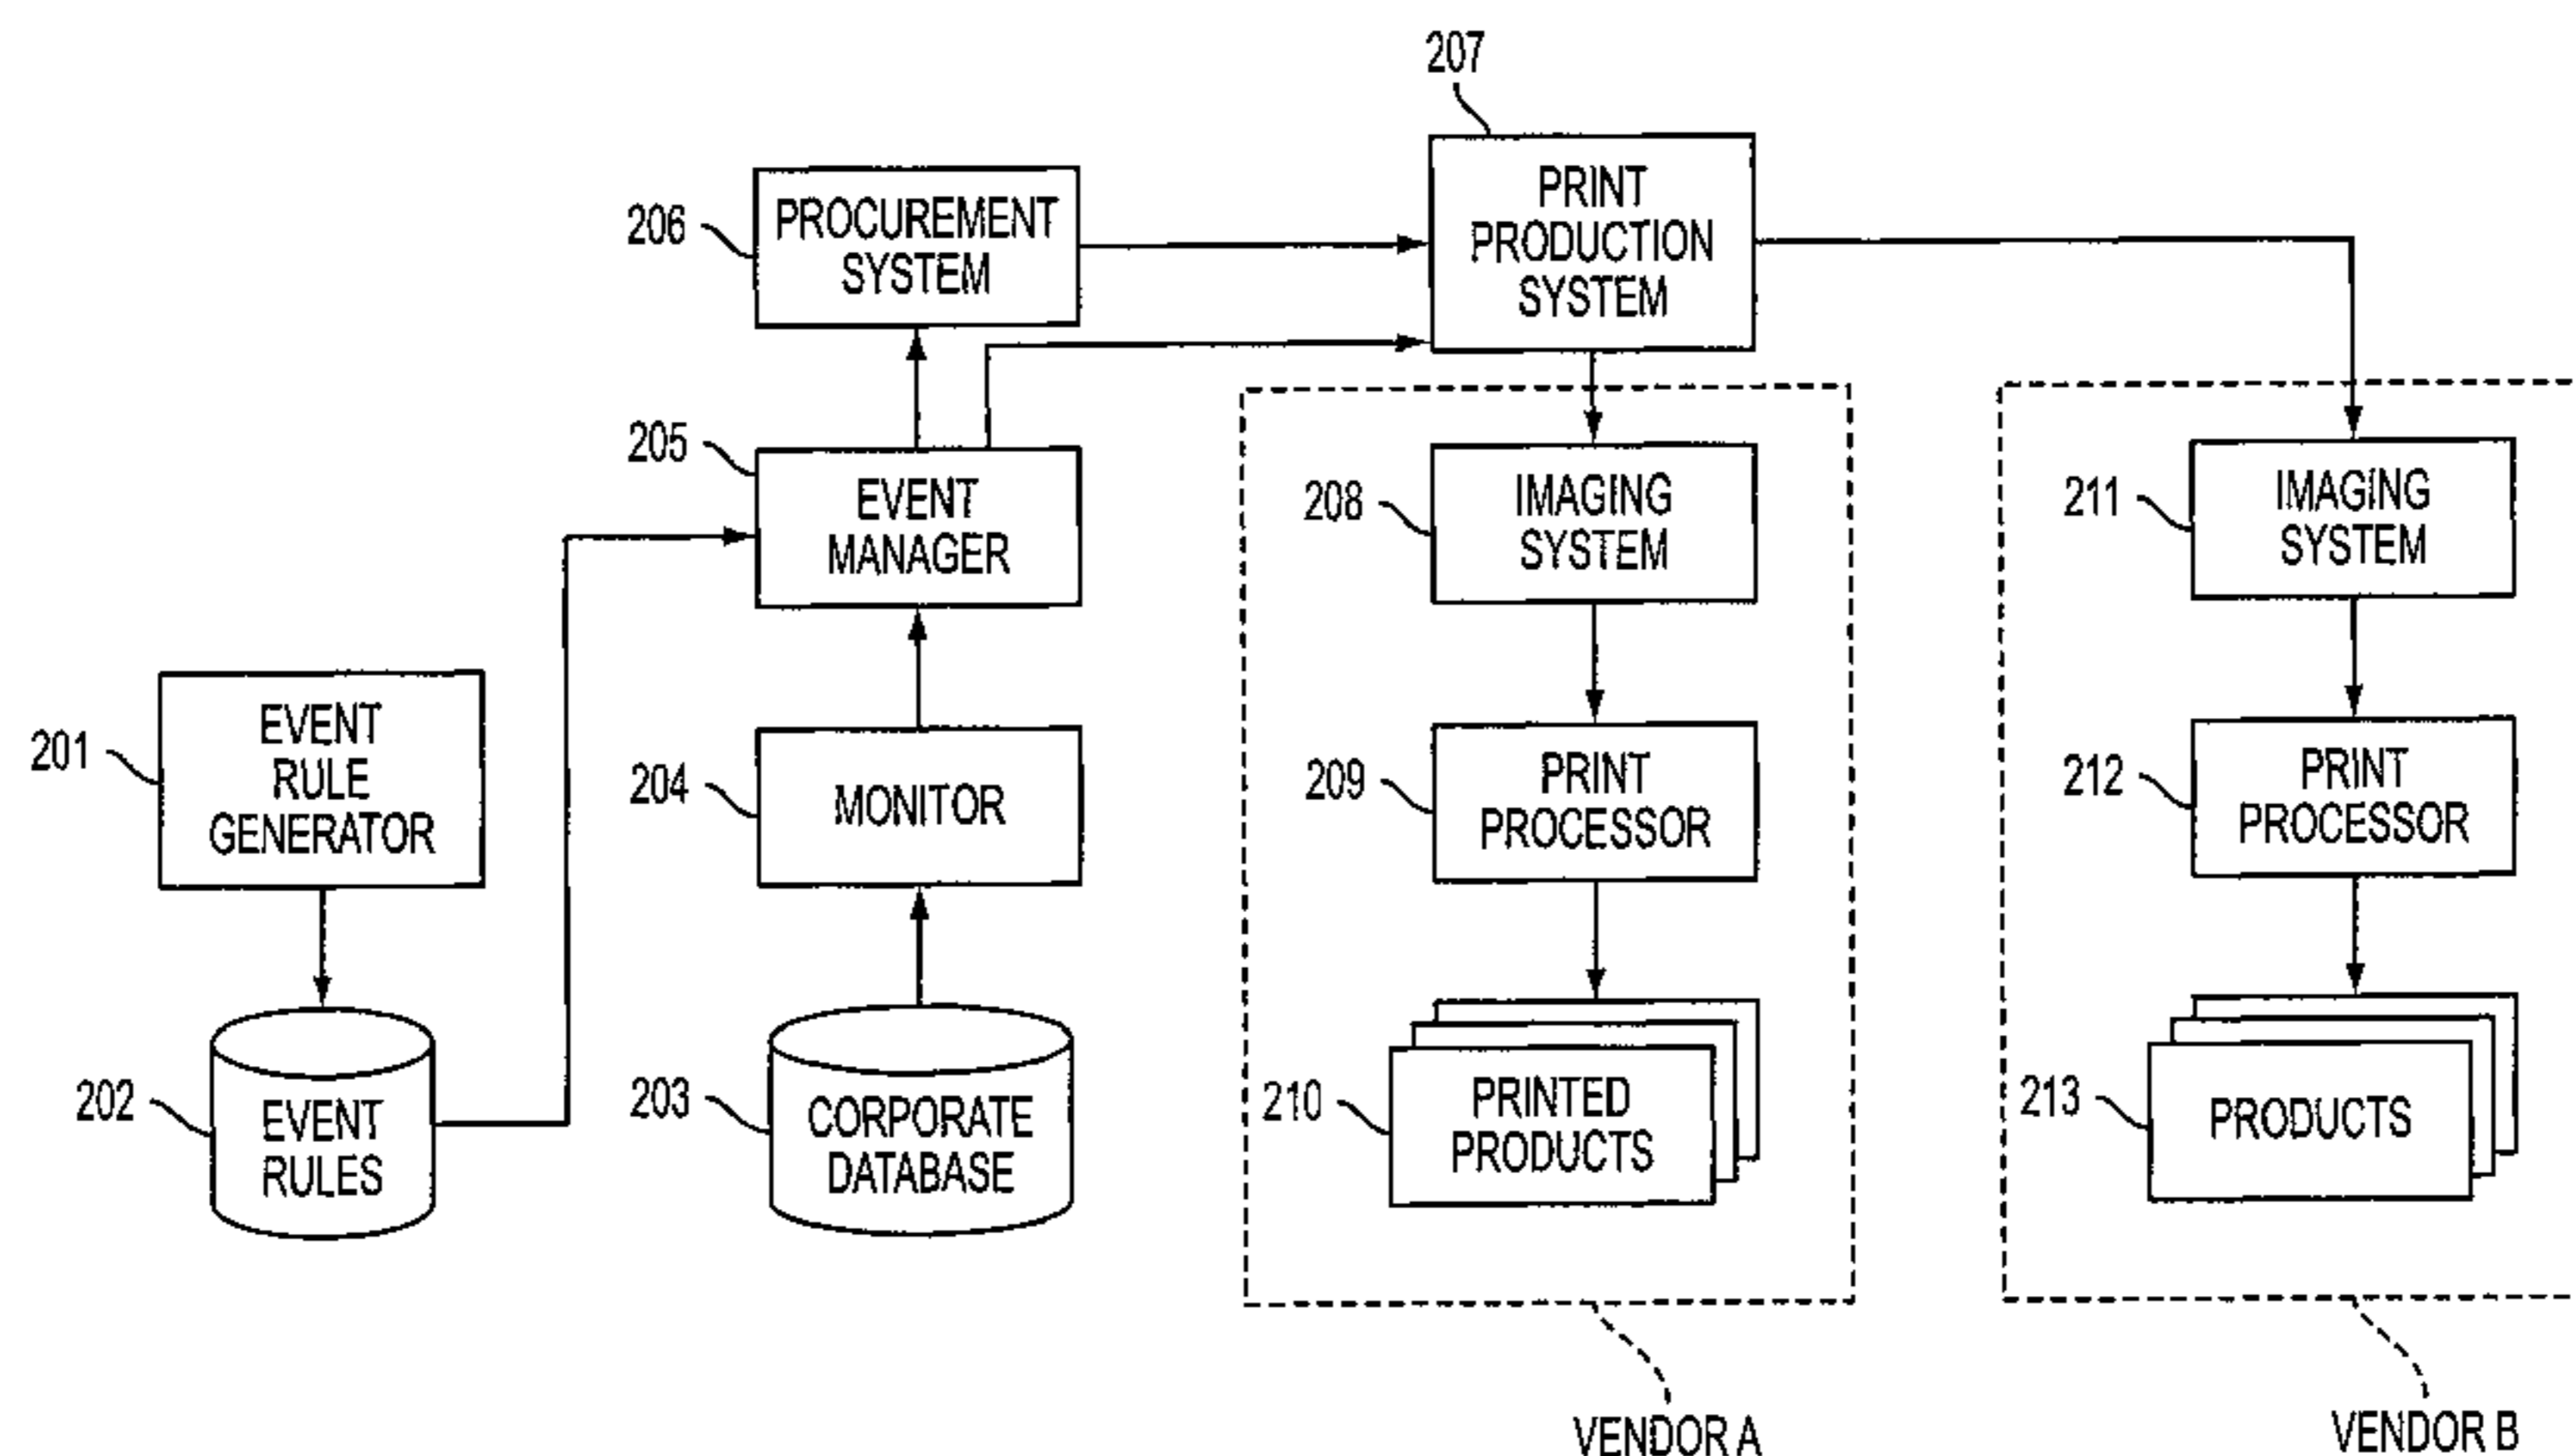 207
PRINT
PRODUCTION
SYSTEM
206
PROCUREMENT
SYSTEM
205
EVENT
MANAGER
208
IMAGING
SYSTEM
211
IMAGING
SYSTEM
201
EVENT
RULE
GENERATOR
204
MONITOR
209
PRINT
PROCESSOR
212
PRINT
PROCESSOR
202
EVENT
RULES
203
CORPORATE
DATABASE
210
PRINTED
PRODUCTS
213
PRODUCTS
VENDOR A
VENDOR B